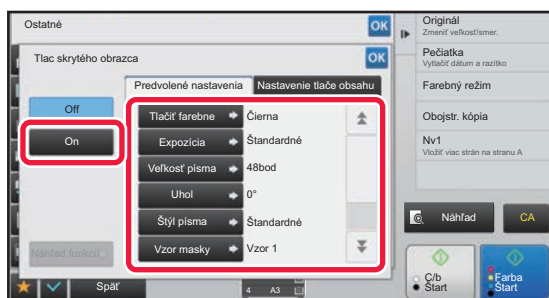 Ostatné
OK
Tlac skrytého obrazca
OK
Predvolené nastavenia
Nastavenie tlače obsahu
Off
On
Tlačiť farebne
Čierna
Expozícia
Štandardné
Veľkosť písma
48bod
Uhol
0°
Štýl písma
Štandardné
Vzor masky
Vzor 1
Náhľad funkcií
Späť
4 A3
Originál
Zmeniť veľkosť/smer.
Pečiatka
Vytlačiť dátum a razítko
Farebný režim
Obojstr. kópia
Nv1
Vložiť viac strán na stranu A
Náhľad
CA
Č/b
Štart
Farba
Štart